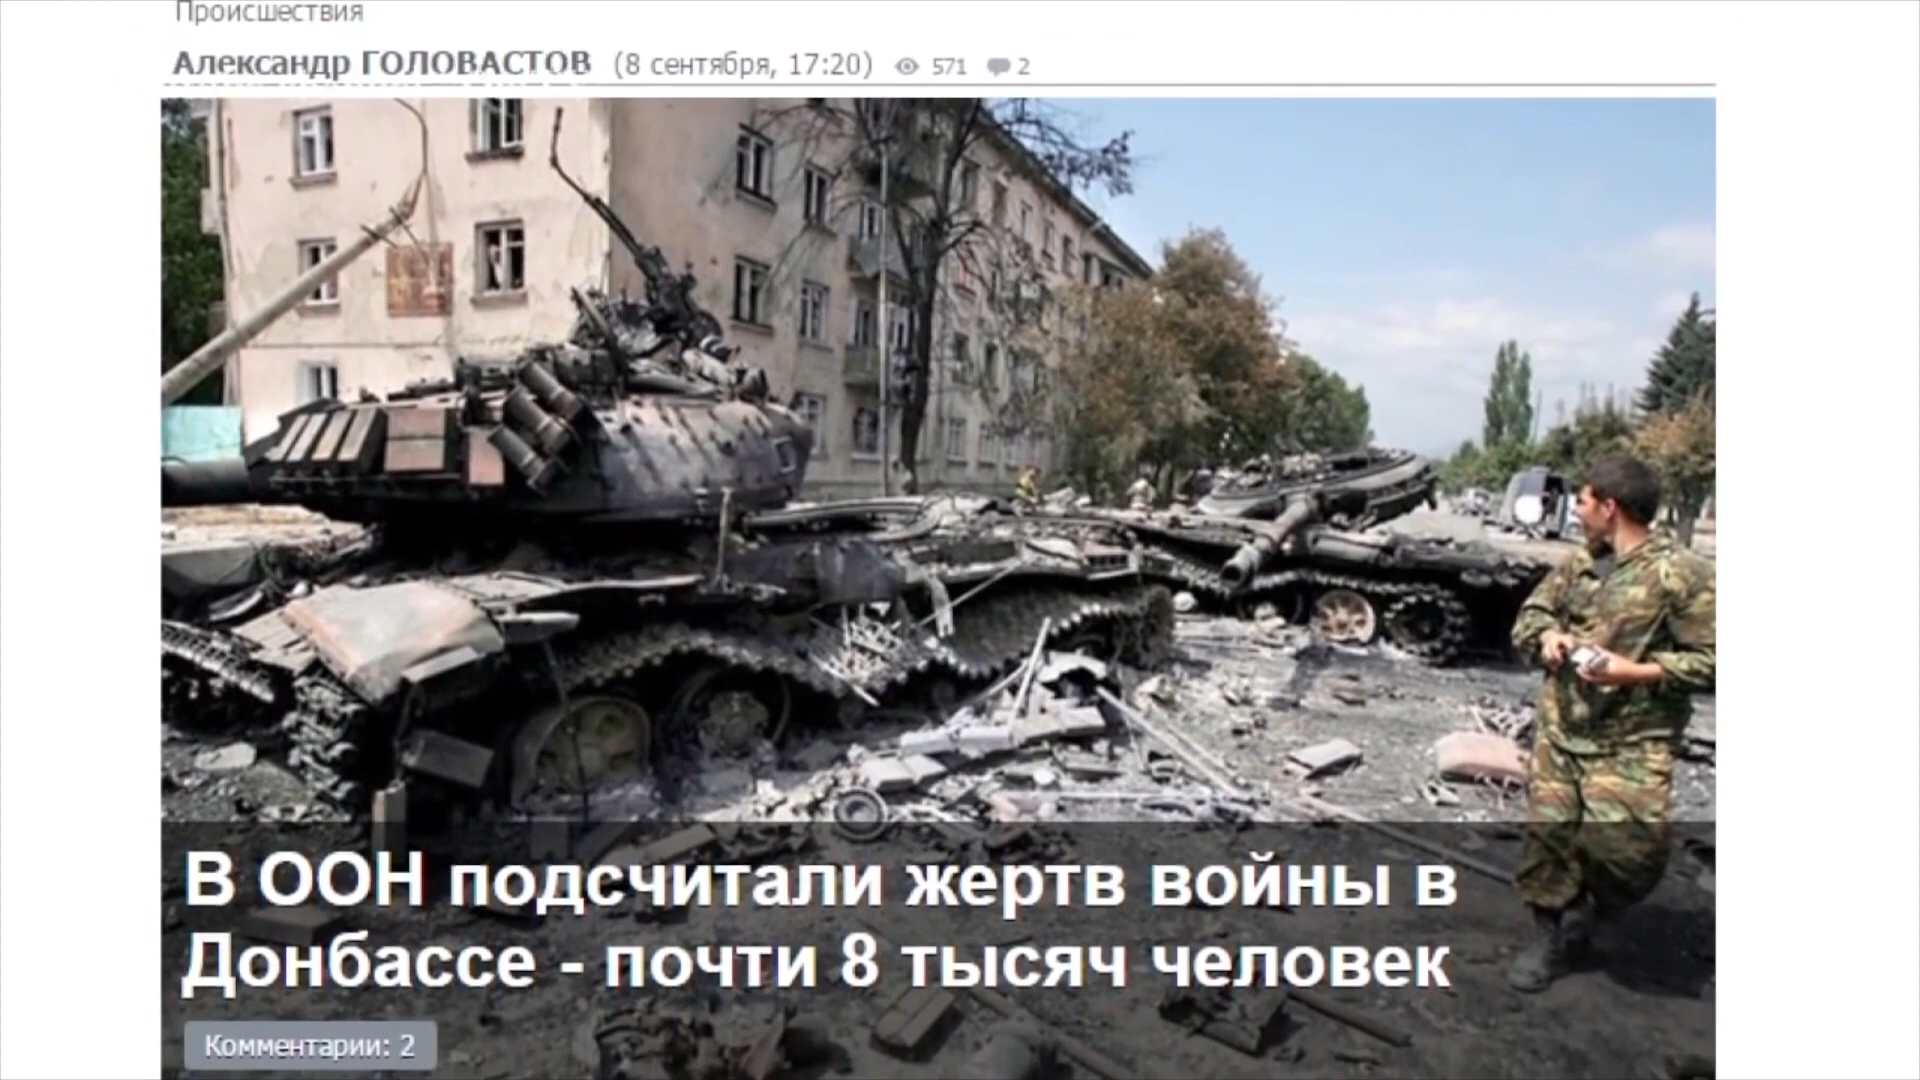 Происшествия
Александр ГОЛОВАСТОВ (8 сентября, 17:20) 571 2
В ООН подсчитали жертв войны в
Донбассе - почти 8 тысяч человек
Комментарии: 2